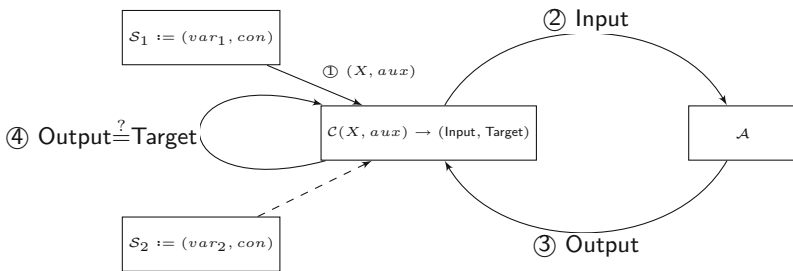 ② Input
𝒮₁ := (var₁, con)
① (X, aux)
④ Output ≟ Target
𝒞(X, aux) → (Input, Target)
𝒜
𝒮₂ := (var₂, con)
③ Output